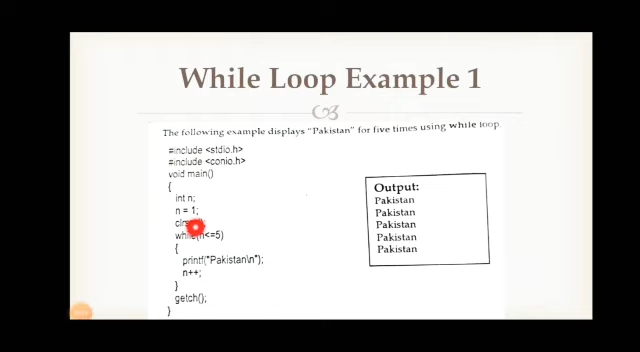 While Loop Example 1
The following example displays "Pakistan" for five times using while loop.
#include <stdio.h>
#include <conio.h>
void main()
{
int n;
n = 1;
while(n<=5)
{
printf("Pakistan\n");
n++;
}
getch();
}
Output:
Pakistan
Pakistan
Pakistan
Pakistan
Pakistan